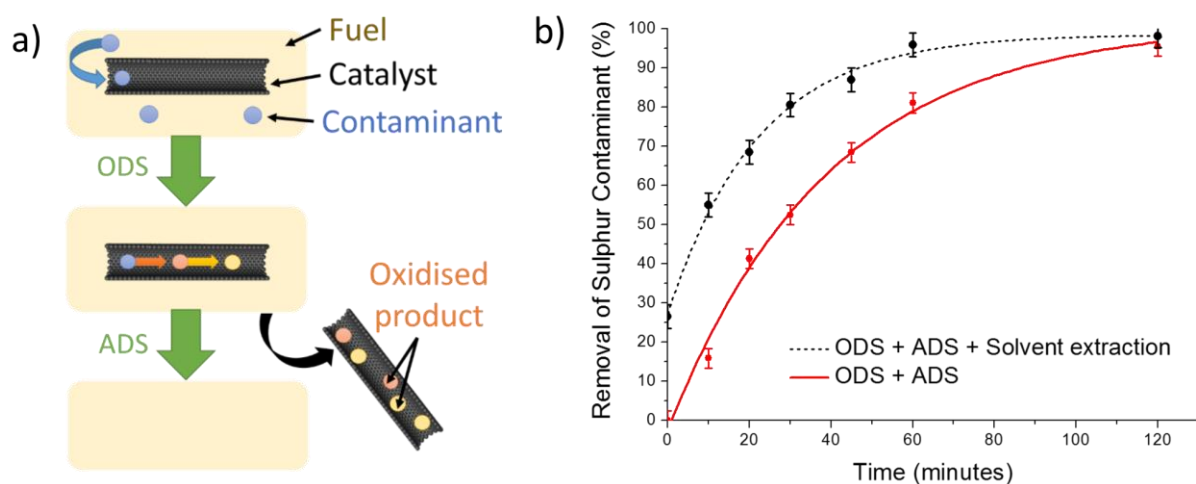 a)
Fuel
Catalyst
Contaminant
ODS
Oxidised
product
ADS
b)
Removal of Sulphur Contaminant (%)
100
90
80
70
60
50
40
30
20
10
0
ODS + ADS + Solvent extraction
ODS + ADS
0
20
40
60
80
100
120
Time (minutes)